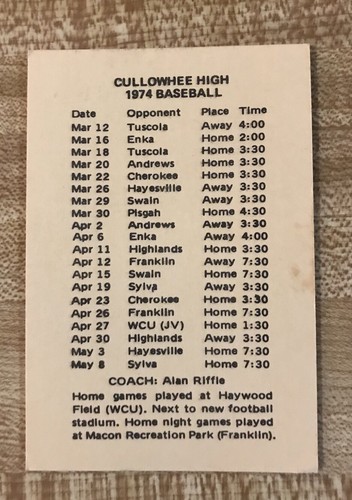 CULLOWHEE HIGH
1974 BASEBALL
Date Opponent Place Time
Mar 12 Tuscola Away 4:00
Mar 16 Enka Home 2:00
Mar 18 Tuscola Home 3:30
Mar 20 Andrews Home 3:30
Mar 22 Cherokee Home 3:30
Mar 26 Hayesville Away 3:30
Mar 29 Swain Away 3:30
Mar 30 Pisgah Home 4:30
Apr 2 Andrews Away 3:30
Apr 6 Enka Away 4:00
Apr 11 Highlands Home 3:30
Apr 12 Franklin Away 7:30
Apr 15 Swain Home 7:30
Apr 19 Sylva Away 3:30
Apr 23 Cherokee Home 3:30
Apr 26 Franklin Home 7:30
Apr 27 WCU (JV) Home 1:30
Apr 30 Highlands Away 3:30
May 3 Hayesville Home 7:30
May 8 Sylva Home 7:30
COACH: Alan Riffle
Home games played at Haywood
Field (WCU). Next to new football
stadium. Home night games played
at Macon Recreation Park (Franklin).